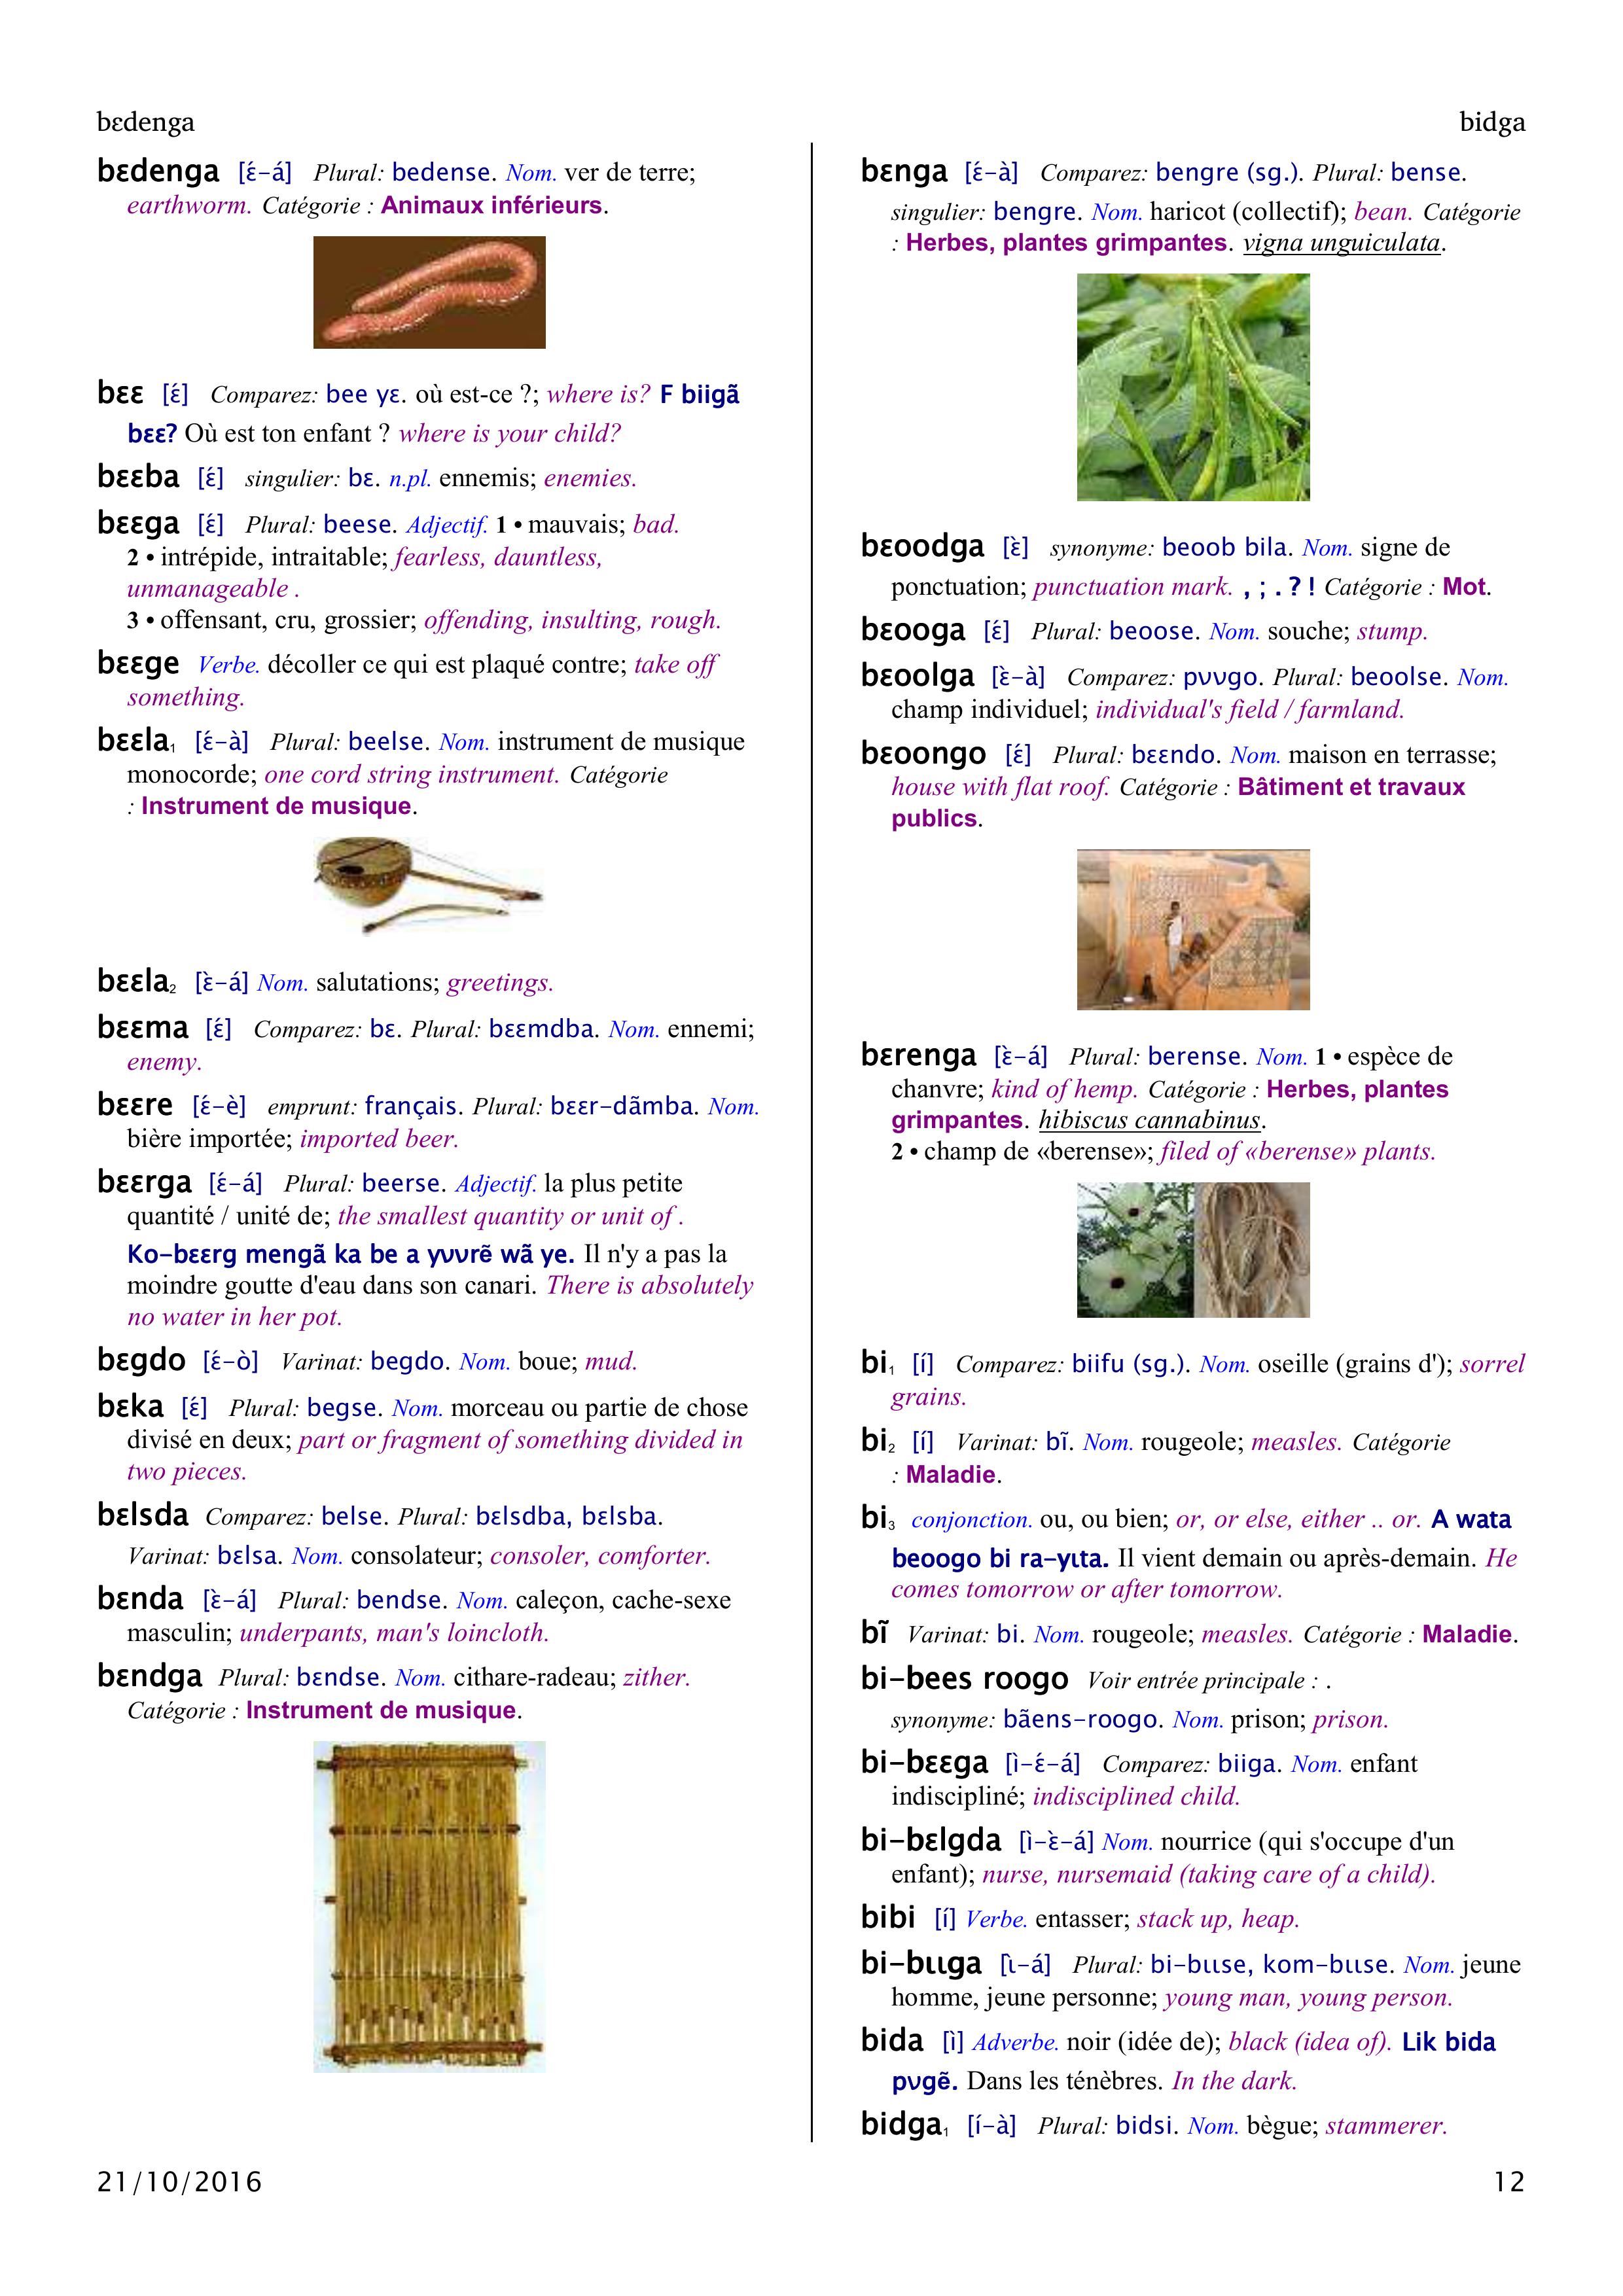 bɛdenga
bidga
bɛdenga [ɛ́-á] Plural: bedense. Nom. ver de terre;
earthworm. Catégorie : Animaux inférieurs.
bɛɛ [ɛ́] Comparez: bee yɛ. où est-ce ?; where is? F biigã
bɛɛ? Où est ton enfant ? where is your child?
bɛɛba [ɛ́] singulier: bɛ. n.pl. ennemis; enemies.
bɛɛga [ɛ́] Plural: beese. Adjectif. 1 • mauvais; bad.
2 • intrépide, intraitable; fearless, dauntless,
unmanageable .
3 • offensant, cru, grossier; offending, insulting, rough.
bɛɛge Verbe. décoller ce qui est plaqué contre; take off
something.
bɛɛla₁ [ɛ́-à] Plural: beelse. Nom. instrument de musique
monocorde; one cord string instrument. Catégorie
: Instrument de musique.
bɛɛla₂ [ɛ̀-á] Nom. salutations; greetings.
bɛɛma [ɛ́] Comparez: bɛ. Plural: bɛɛmdba. Nom. ennemi;
enemy.
bɛɛre [ɛ́-è] emprunt: français. Plural: bɛɛr-dãmba. Nom.
bière importée; imported beer.
bɛɛrga [ɛ́-á] Plural: beerse. Adjectif. la plus petite
quantité / unité de; the smallest quantity or unit of .
Ko-bɛɛrg mengã ka be a yʋʋrẽ wã ye. Il n'y a pas la
moindre goutte d'eau dans son canari. There is absolutely
no water in her pot.
bɛgdo [ɛ́-ò] Varinat: begdo. Nom. boue; mud.
bɛka [ɛ́] Plural: begse. Nom. morceau ou partie de chose
divisé en deux; part or fragment of something divided in
two pieces.
bɛlsda Comparez: belse. Plural: bɛlsdba, bɛlsba.
Varinat: bɛlsa. Nom. consolateur; consoler, comforter.
bɛnda [ɛ̀-á] Plural: bendse. Nom. caleçon, cache-sexe
masculin; underpants, man's loincloth.
bɛndga Plural: bɛndse. Nom. cithare-radeau; zither.
Catégorie : Instrument de musique.
bɛnga [ɛ́-à] Comparez: bengre (sg.). Plural: bense.
singulier: bengre. Nom. haricot (collectif); bean. Catégorie
: Herbes, plantes grimpantes. vigna unguiculata.
bɛoodga [ɛ̀] synonyme: beoob bila. Nom. signe de
ponctuation; punctuation mark. , ; . ? ! Catégorie : Mot.
bɛooga [ɛ́] Plural: beoose. Nom. souche; stump.
bɛoolga [ɛ̀-à] Comparez: pʋʋgo. Plural: beoolse. Nom.
champ individuel; individual's field / farmland.
bɛoongo [ɛ́] Plural: bɛɛndo. Nom. maison en terrasse;
house with flat roof. Catégorie : Bâtiment et travaux
publics.
bɛrenga [ɛ̀-á] Plural: berense. Nom. 1 • espèce de
chanvre; kind of hemp. Catégorie : Herbes, plantes
grimpantes. hibiscus cannabinus.
2 • champ de «berense»; filed of «berense» plants.
bi₁ [í] Comparez: biifu (sg.). Nom. oseille (grains d'); sorrel
grains.
bi₂ [í] Varinat: bĩ. Nom. rougeole; measles. Catégorie
: Maladie.
bi₃ conjonction. ou, ou bien; or, or else, either .. or. A wata
beoogo bi ra-yɩta. Il vient demain ou après-demain. He
comes tomorrow or after tomorrow.
bĩ Varinat: bi. Nom. rougeole; measles. Catégorie : Maladie.
bi-bees roogo Voir entrée principale : .
synonyme: bãens-roogo. Nom. prison; prison.
bi-bɛɛga [ì-ɛ́-á] Comparez: biiga. Nom. enfant
indiscipliné; indisciplined child.
bi-bɛlgda [ì-ɛ̀-á] Nom. nourrice (qui s'occupe d'un
enfant); nurse, nursemaid (taking care of a child).
bibi [í] Verbe. entasser; stack up, heap.
bi-bɩɩga [ɩ̀-á] Plural: bi-bɩɩse, kom-bɩɩse. Nom. jeune
homme, jeune personne; young man, young person.
bida [ì] Adverbe. noir (idée de); black (idea of). Lik bida
pʋgẽ. Dans les ténèbres. In the dark.
bidga₁ [í-à] Plural: bidsi. Nom. bègue; stammerer.
21/10/2016
12